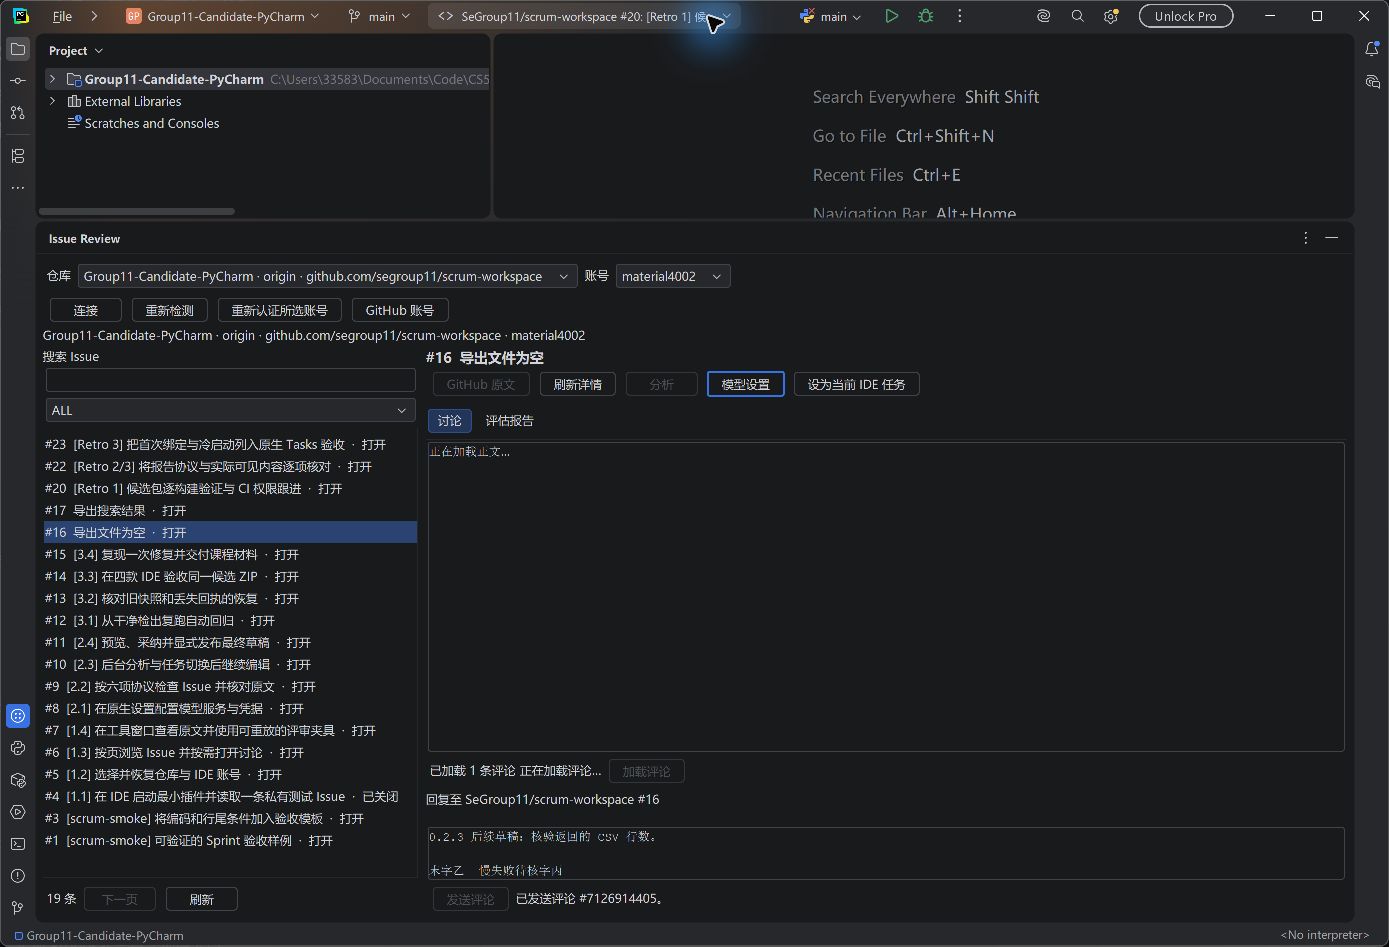 File
GP Group11-Candidate-PyCharm
main
SeGroup11/scrum-workspace #20: [Retro 1]
main
Unlock Pro
Project
Group11-Candidate-PyCharm C:\Users\33583\Documents\Code\CS5
External Libraries
Scratches and Consoles
Search Everywhere Shift Shift
Go to File Ctrl+Shift+N
Recent Files Ctrl+E
Navigation Bar Alt+Home
Issue Review
仓库 Group11-Candidate-PyCharm · origin · github.com/segroup11/scrum-workspace 账号 material4002
连接 重新检测 重新认证所选账号 GitHub 账号
Group11-Candidate-PyCharm · origin · github.com/segroup11/scrum-workspace · material4002
搜索 Issue
ALL
#23 [Retro 3] 把首次绑定与冷启动列入原生 Tasks 验收 · 打开
#22 [Retro 2/3] 将报告协议与实际可见内容逐项核对 · 打开
#20 [Retro 1] 候选包逐构建验证与 CI 权限跟进 · 打开
#17 导出搜索结果 · 打开
#16 导出文件为空 · 打开
#15 [3.4] 复现一次修复并交付课程材料 · 打开
#14 [3.3] 在四款 IDE 验收同一候选 ZIP · 打开
#13 [3.2] 核对旧快照和丢失回执的恢复 · 打开
#12 [3.1] 从干净检出复跑自动回归 · 打开
#11 [2.4] 预览、采纳并显式发布最终草稿 · 打开
#10 [2.3] 后台分析与任务切换后继续编辑 · 打开
#9 [2.2] 按六项协议检查 Issue 并核对原文 · 打开
#8 [2.1] 在原生设置配置模型服务与凭据 · 打开
#7 [1.4] 在工具窗口查看原文并使用可重放的评审夹具 · 打开
#6 [1.3] 按页浏览 Issue 并按需打开讨论 · 打开
#5 [1.2] 选择并恢复仓库与 IDE 账号 · 打开
#4 [1.1] 在 IDE 启动最小插件并读取一条私有测试 Issue · 已关闭
#3 [scrum-smoke] 将编码和行尾条件加入验收模板 · 打开
#1 [scrum-smoke] 可验证的 Sprint 验收样例 · 打开
19 条 下一页 刷新
#16 导出文件为空
GitHub 原文 刷新详情 分析 模型设置 设为当前 IDE 任务
讨论 评估报告
正在加载正文...
已加载 1 条评论 正在加载评论... 加载评论
回复至 SeGroup11/scrum-workspace #16
0.2.3 后续草稿：核验返回的 CSV 行数。
末字乙 慢失败待核字丙
发送评论 已发送评论 #7126914405。
Group11-Candidate-PyCharm
<No interpreter>